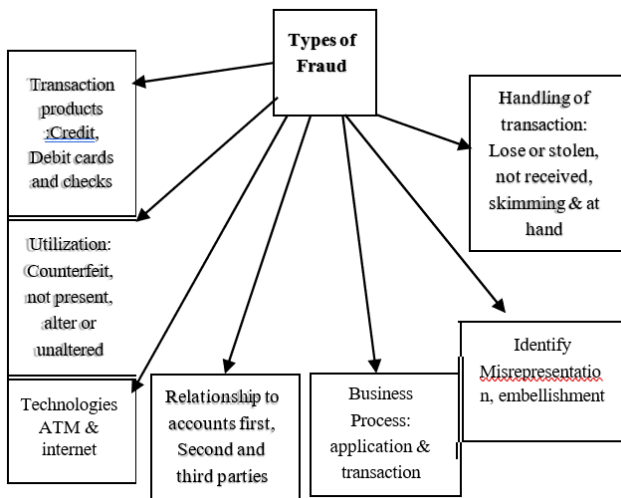 Types of
Fraud
Transaction
products
:Credit,
Debit cards
and checks
Handling of
transaction:
Lose or stolen,
not received,
skimming & at
hand
Utilization:
Counterfeit,
not present,
alter or
unaltered
Identify
Misrepresentatio
n, embellishment
Technologies
ATM &
internet
Relationship to
accounts first,
Second and
third parties
Business
Process:
application &
transaction